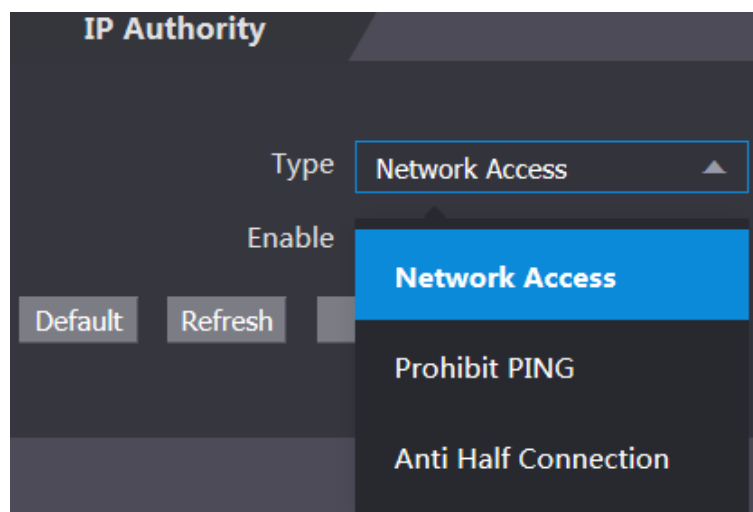 IP Authority
Type Network Access
Enable
Network Access
Default Refresh
Prohibit PING
Anti Half Connection